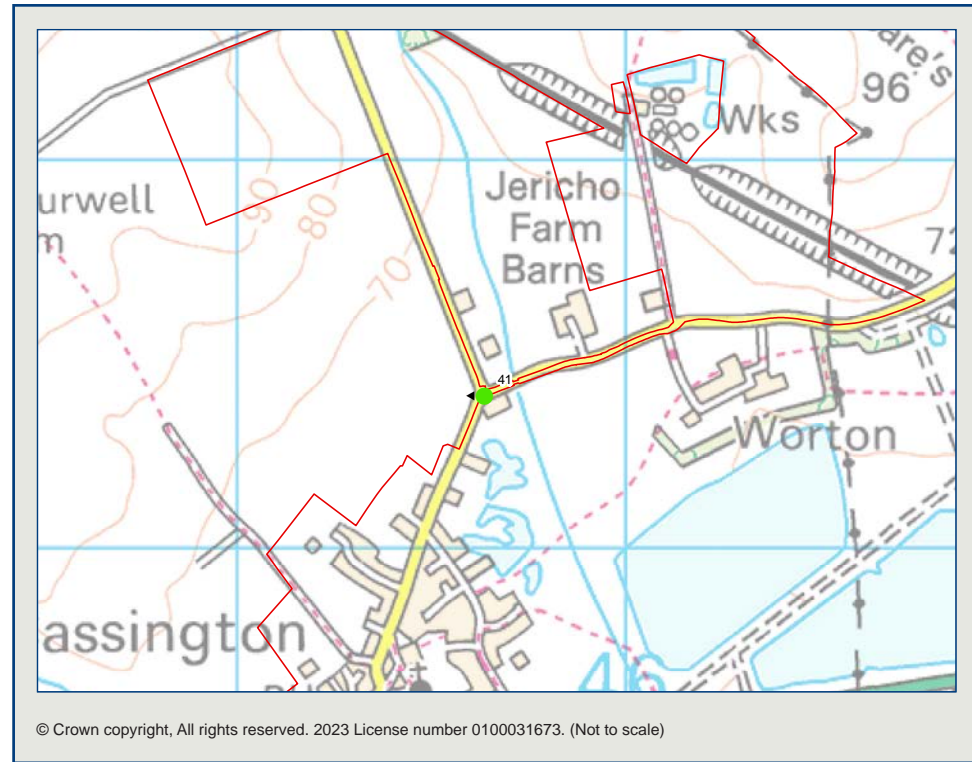 are's
96
Wks
urwell
m
90
80
70
Jericho
Farm
Barns
72
41
Worton
assington
© Crown copyright, All rights reserved. 2023 License number 0100031673. (Not to scale)